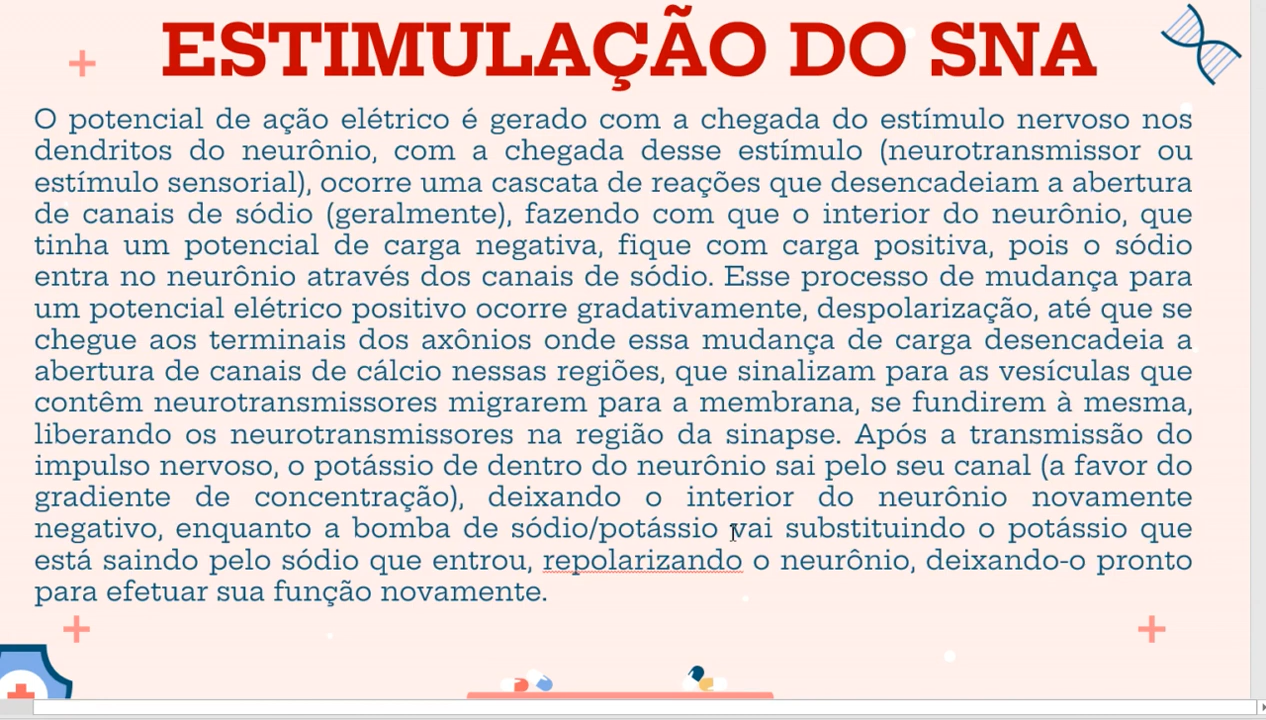 ESTIMULAÇÃO DO SNA
O potencial de ação elétrico é gerado com a chegada do estímulo nervoso nos
dendritos do neurônio, com a chegada desse estímulo (neurotransmissor ou
estímulo sensorial), ocorre uma cascata de reações que desencadeiam a abertura
de canais de sódio (geralmente), fazendo com que o interior do neurônio, que
tinha um potencial de carga negativa, fique com carga positiva, pois o sódio
entra no neurônio através dos canais de sódio. Esse processo de mudança para
um potencial elétrico positivo ocorre gradativamente, despolarização, até que se
chegue aos terminais dos axônios onde essa mudança de carga desencadeia a
abertura de canais de cálcio nessas regiões, que sinalizam para as vesículas que
contêm neurotransmissores migrarem para a membrana, se fundirem à mesma,
liberando os neurotransmissores na região da sinapse. Após a transmissão do
impulso nervoso, o potássio de dentro do neurônio sai pelo seu canal (a favor do
gradiente de concentração), deixando o interior do neurônio novamente
negativo, enquanto a bomba de sódio/potássio vai substituindo o potássio que
está saindo pelo sódio que entrou, repolarizando o neurônio, deixando-o pronto
para efetuar sua função novamente.